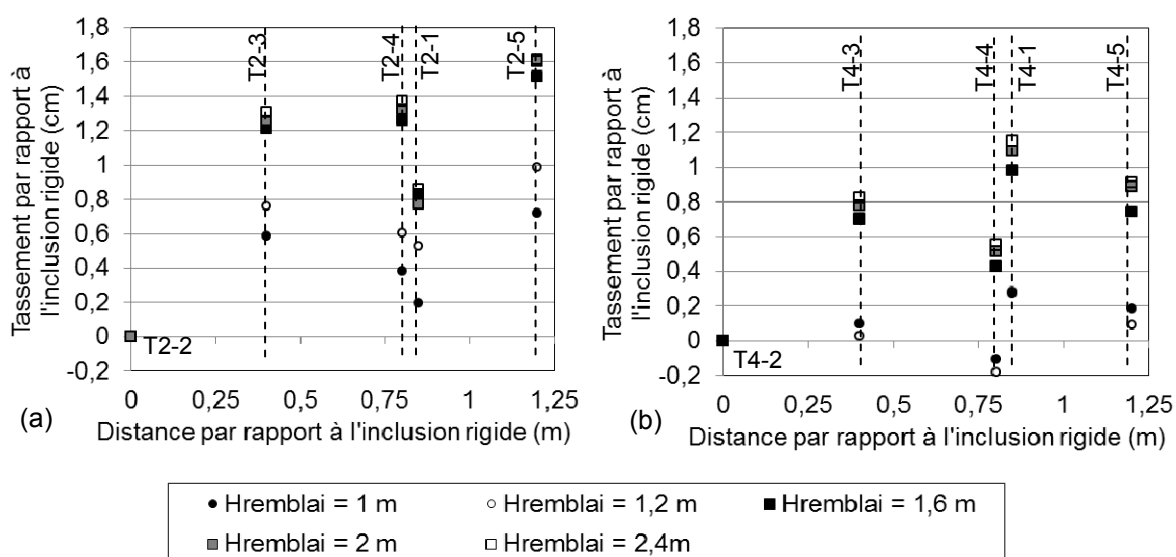 Tassement par rapport à
l'inclusion rigide (cm)
1,8
1,6
1,4
1,2
1
0,8
0,6
0,4
0,2
0
-0,2
T2-3
T2-4
T2-1
T2-5
T2-2
0
0,25
0,5
0,75
1
1,25
(a)
Distance par rapport à l'inclusion rigide (m)
Tassement par rapport à
l'inclusion rigide (cm)
1,8
1,6
1,4
1,2
1
0,8
0,6
0,4
0,2
0
-0,2
T4-3
T4-4
T4-1
T4-5
T4-2
0
0,25
0,5
0,75
1
1,25
(b)
Distance par rapport à l'inclusion rigide (m)
Hremblai = 1 m
Hremblai = 1,2 m
Hremblai = 1,6 m
Hremblai = 2 m
Hremblai = 2,4m